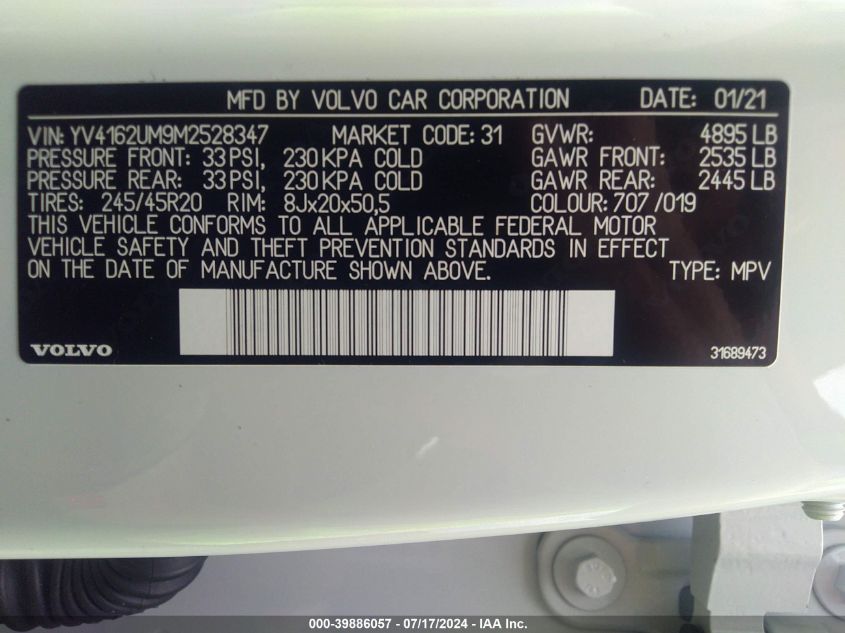 MFD BY VOLVO CAR CORPORATION DATE: 01/21
VIN: YV4162UM9M2528347 MARKET CODE: 31 GVWR: 4895 LB
PRESSURE FRONT: 33 PSI, 230 KPA COLD GAWR FRONT: 2535 LB
PRESSURE REAR: 33 PSI, 230 KPA COLD GAWR REAR: 2445 LB
TIRES: 245/45R20 RIM: 8Jx20x50,5 COLOUR: 707 /019
THIS VEHICLE CONFORMS TO ALL APPLICABLE FEDERAL MOTOR
VEHICLE SAFETY AND THEFT PREVENTION STANDARDS IN EFFECT
ON THE DATE OF MANUFACTURE SHOWN ABOVE. TYPE: MPV
VOLVO 31689473
000-39886057 - 07/17/2024 - IAA Inc.